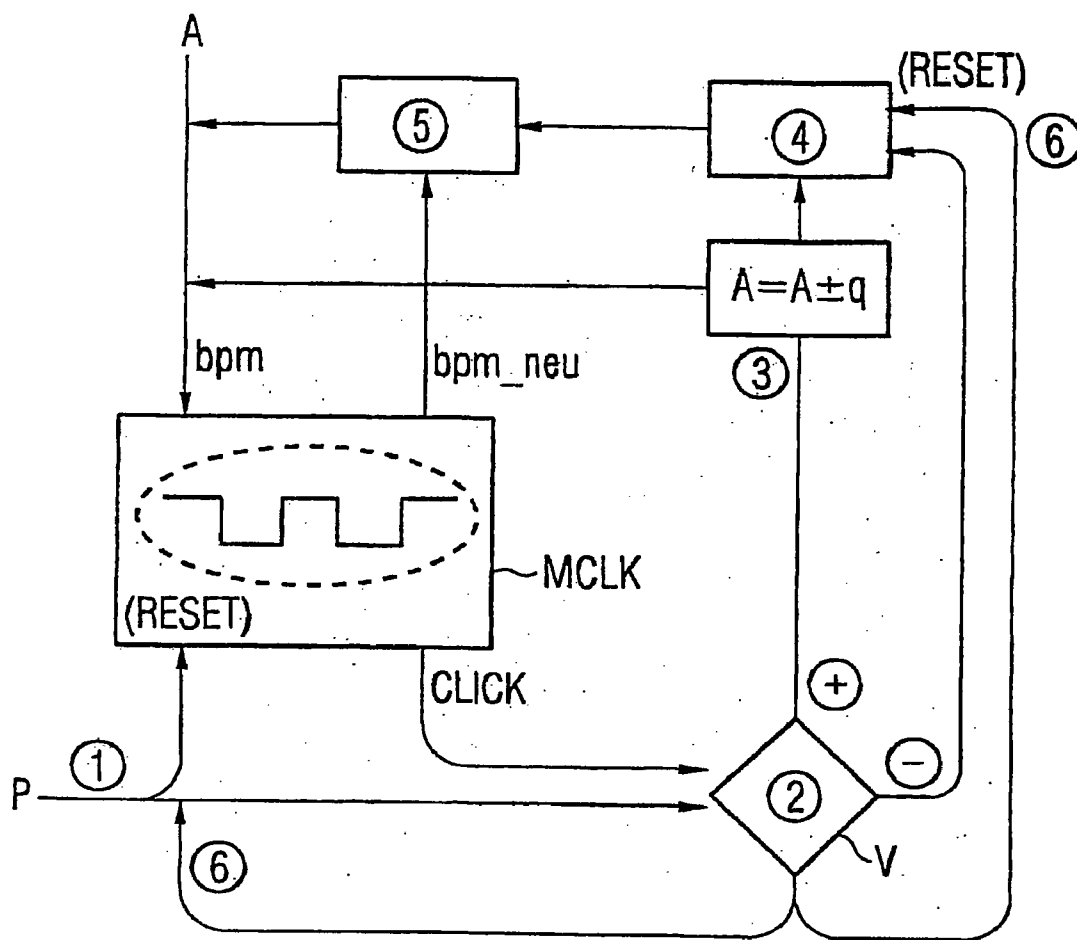 A
(RESET)
⑤
④
⑥
A=A±q
bpm
bpm_neu
③
MCLK
(RESET)
CLICK
+
①
−
P
②
⑥
V